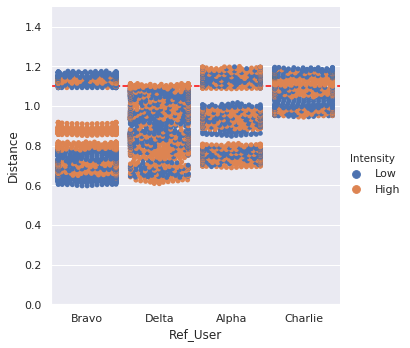 1.4
1.2
1.0
0.8
0.6
0.4
0.2
0.0
Distance
Bravo Delta Alpha Charlie
Ref_User
Intensity
Low
High